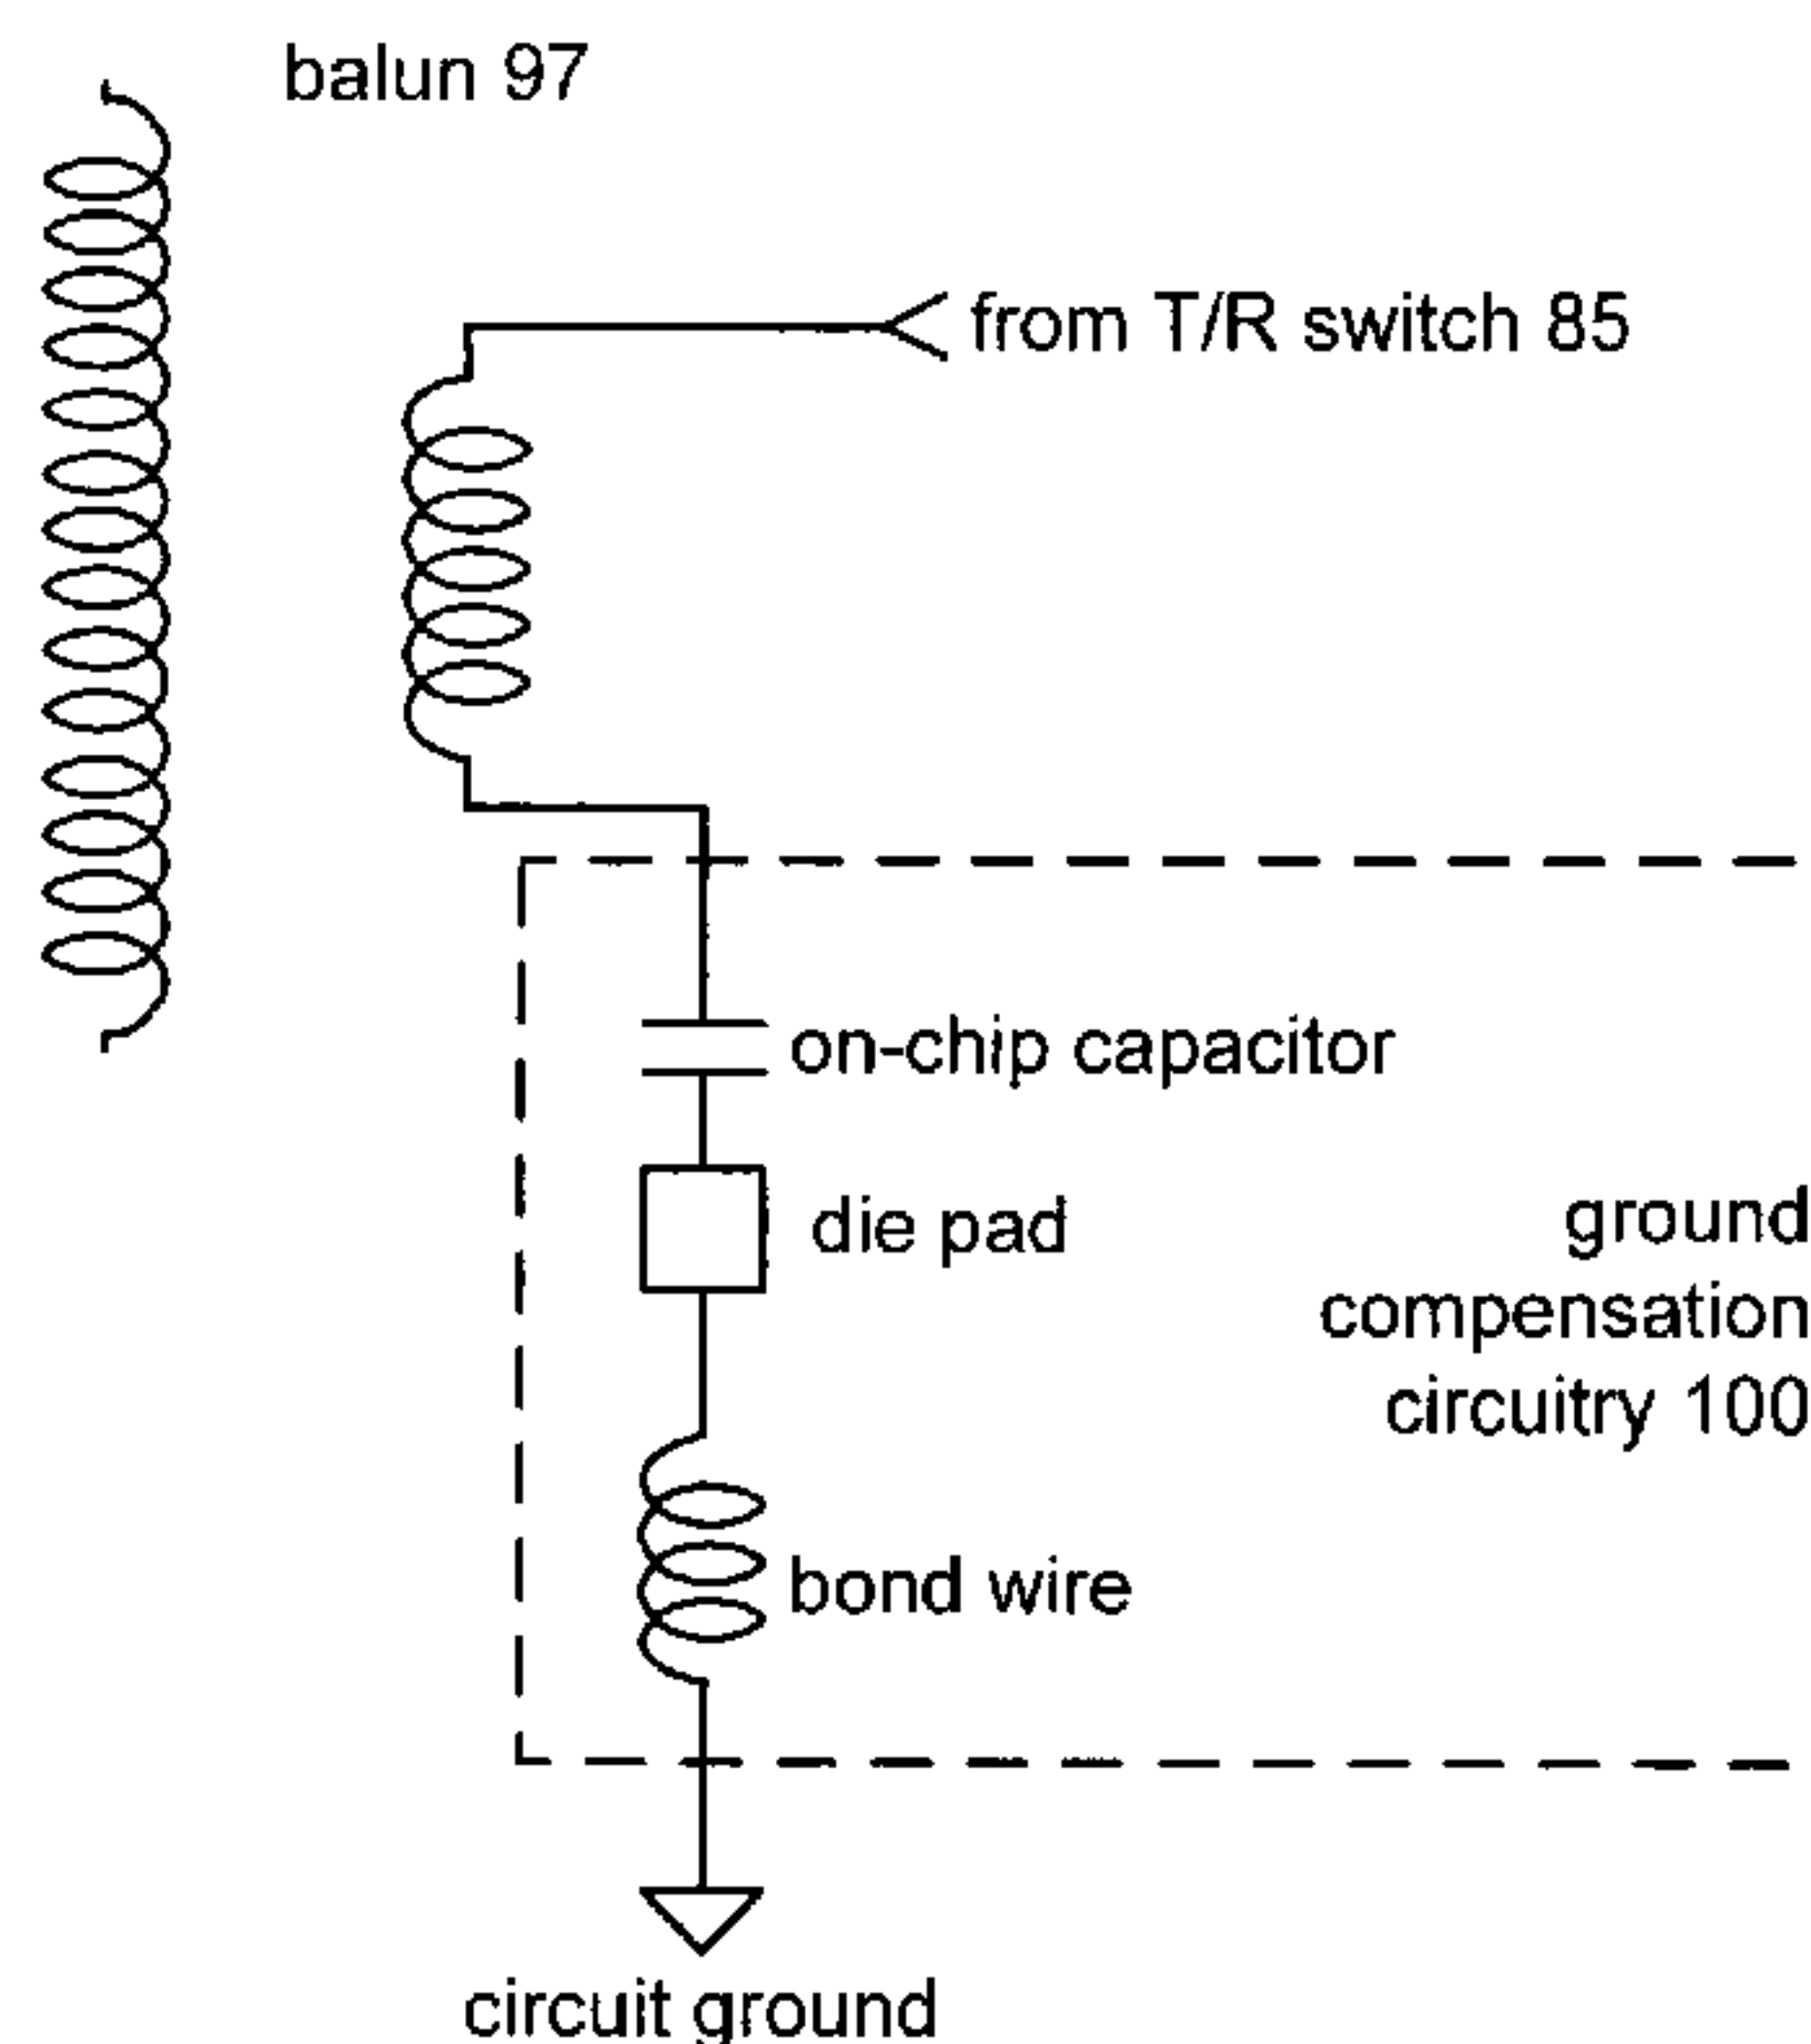 balun 97
from T/R switch 85
on-chip capacitor
die pad
ground
compensation
circuitry 100
bond wire
circuit ground